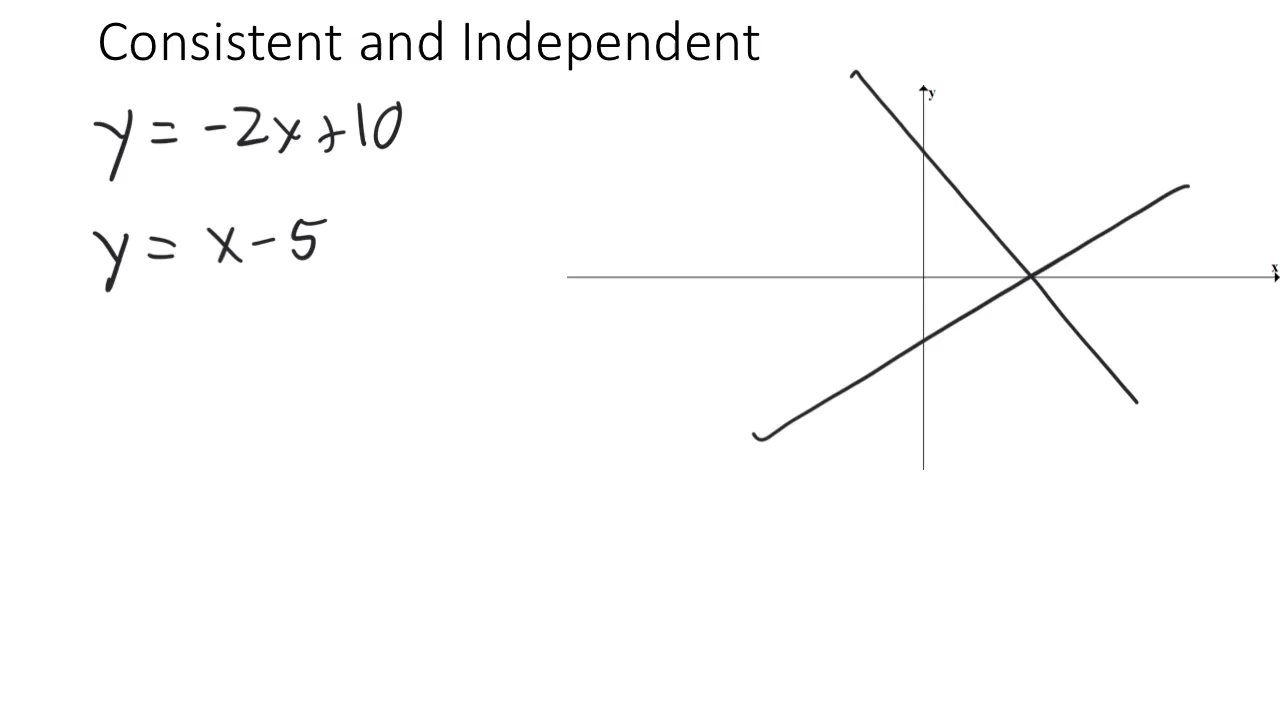 Consistent and Independent
y = -2x+10
y = x-5
y
x